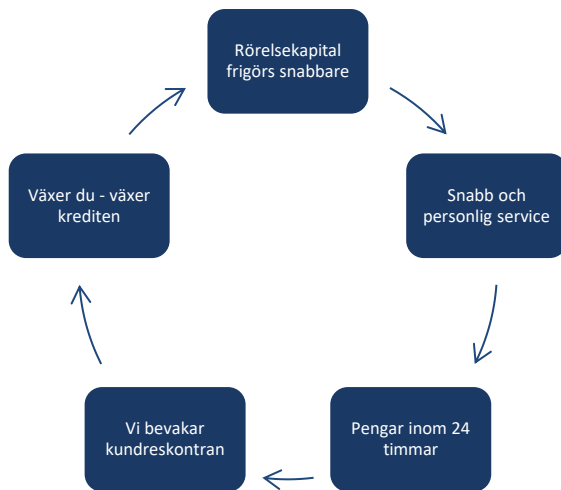 Rörelsekapital
frigörs snabbare
Snabb och
personlig service
Pengar inom 24
timmar
Vi bevakar
kundreskontran
Växer du - växer
krediten